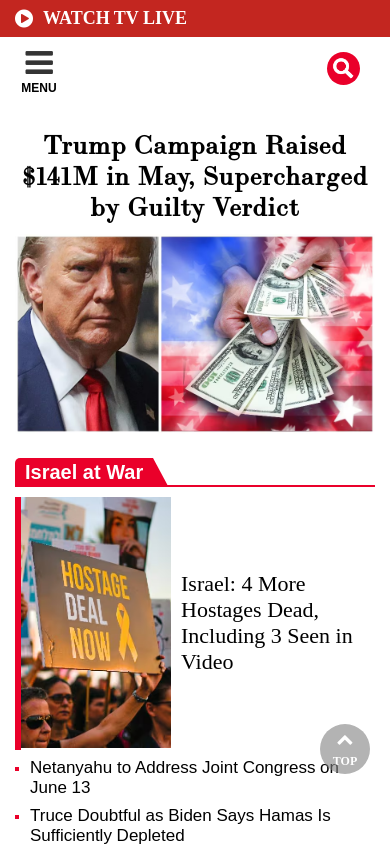 WATCH TV LIVE
MENU
Trump Campaign Raised
$141M in May, Supercharged
by Guilty Verdict
Israel at War
HOSTAGE
DEAL
NOW
Israel: 4 More
Hostages Dead,
Including 3 Seen in
Video
TOP
Netanyahu to Address Joint Congress on
June 13
Truce Doubtful as Biden Says Hamas Is
Sufficiently Depleted